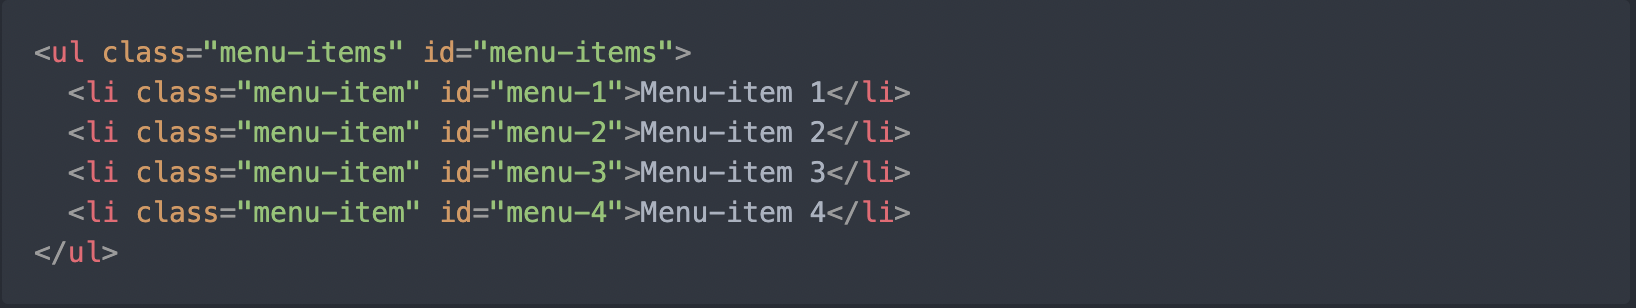 <ul class="menu-items" id="menu-items">
  <li class="menu-item" id="menu-1">Menu-item 1</li>
  <li class="menu-item" id="menu-2">Menu-item 2</li>
  <li class="menu-item" id="menu-3">Menu-item 3</li>
  <li class="menu-item" id="menu-4">Menu-item 4</li>
</ul>